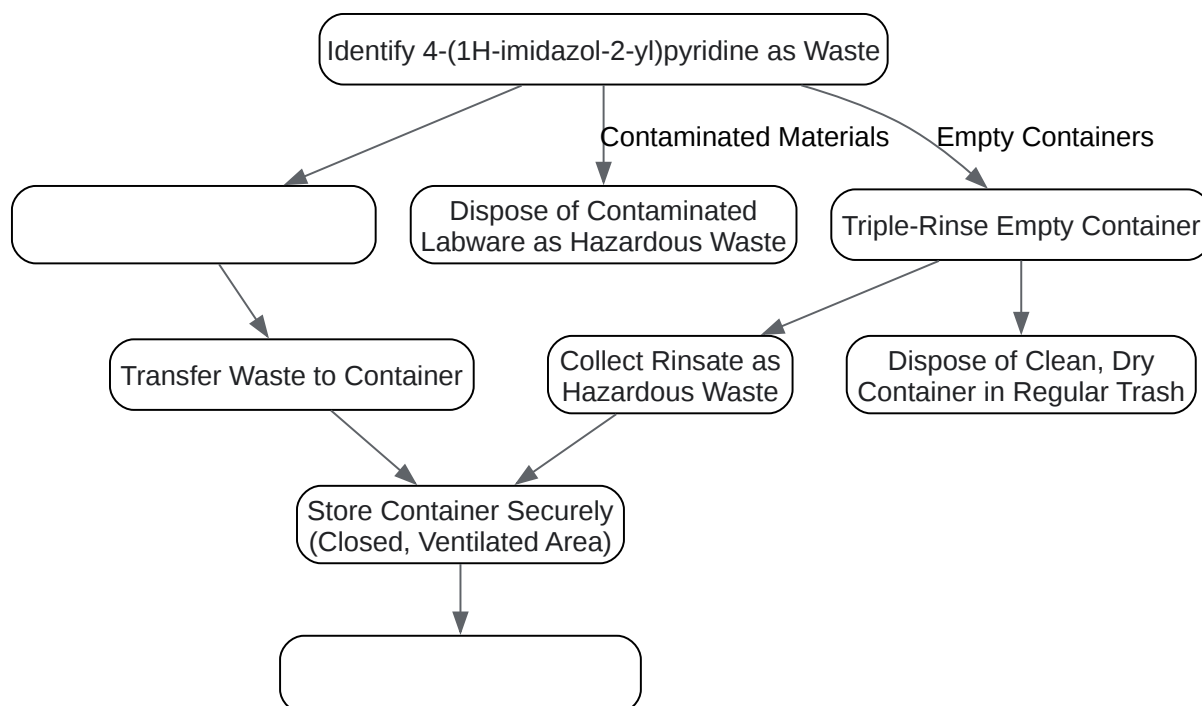 Identify 4-(1H-imidazol-2-yl)pyridine as Waste
Contaminated Materials
Empty Containers
Dispose of Contaminated
Labware as Hazardous Waste
Triple-Rinse Empty Container
Transfer Waste to Container
Collect Rinsate as
Hazardous Waste
Dispose of Clean, Dry
Container in Regular Trash
Store Container Securely
(Closed, Ventilated Area)